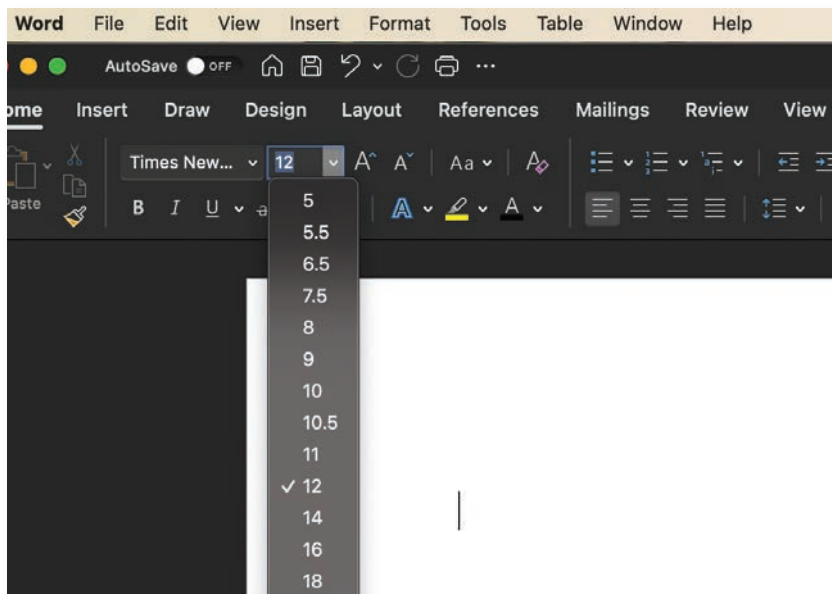 Word File Edit View Insert Format Tools Table Window Help
AutoSave OFF
ome Insert Draw Design Layout References Mailings Review View
Paste Times New... 12 A A Aa A
B I U a A A
5
5.5
6.5
7.5
8
9
10
10.5
11
12
14
16
18